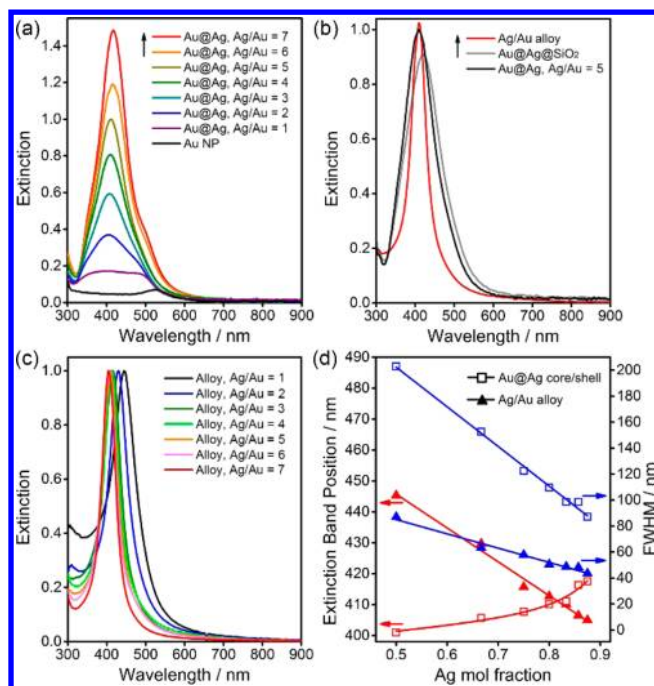 (a)
Au@Ag, Ag/Au = 7
Au@Ag, Ag/Au = 6
Au@Ag, Ag/Au = 5
Au@Ag, Ag/Au = 4
Au@Ag, Ag/Au = 3
Au@Ag, Ag/Au = 2
Au@Ag, Ag/Au = 1
Au NP
1.4
1.2
1.0
0.8
0.6
0.4
0.2
0.0
Extinction
300 400 500 600 700 800 900
Wavelength / nm
(b)
Ag/Au alloy
Au@Ag@SiO₂
Au@Ag, Ag/Au = 5
1.0
0.8
0.6
0.4
0.2
0.0
Extinction
300 400 500 600 700 800 900
Wavelength / nm
(c)
Alloy, Ag/Au = 1
Alloy, Ag/Au = 2
Alloy, Ag/Au = 3
Alloy, Ag/Au = 4
Alloy, Ag/Au = 5
Alloy, Ag/Au = 6
Alloy, Ag/Au = 7
1.0
0.8
0.6
0.4
0.2
0.0
Extinction
300 400 500 600 700 800 900
Wavelength / nm
(d)
Au@Ag core/shell
Ag/Au alloy
490
480
470
460
450
440
430
420
410
400
Extinction Band Position / nm
200
180
160
140
120
100
80
60
40
20
0
FWHM / nm
0.5 0.6 0.7 0.8 0.9
Ag mol fraction